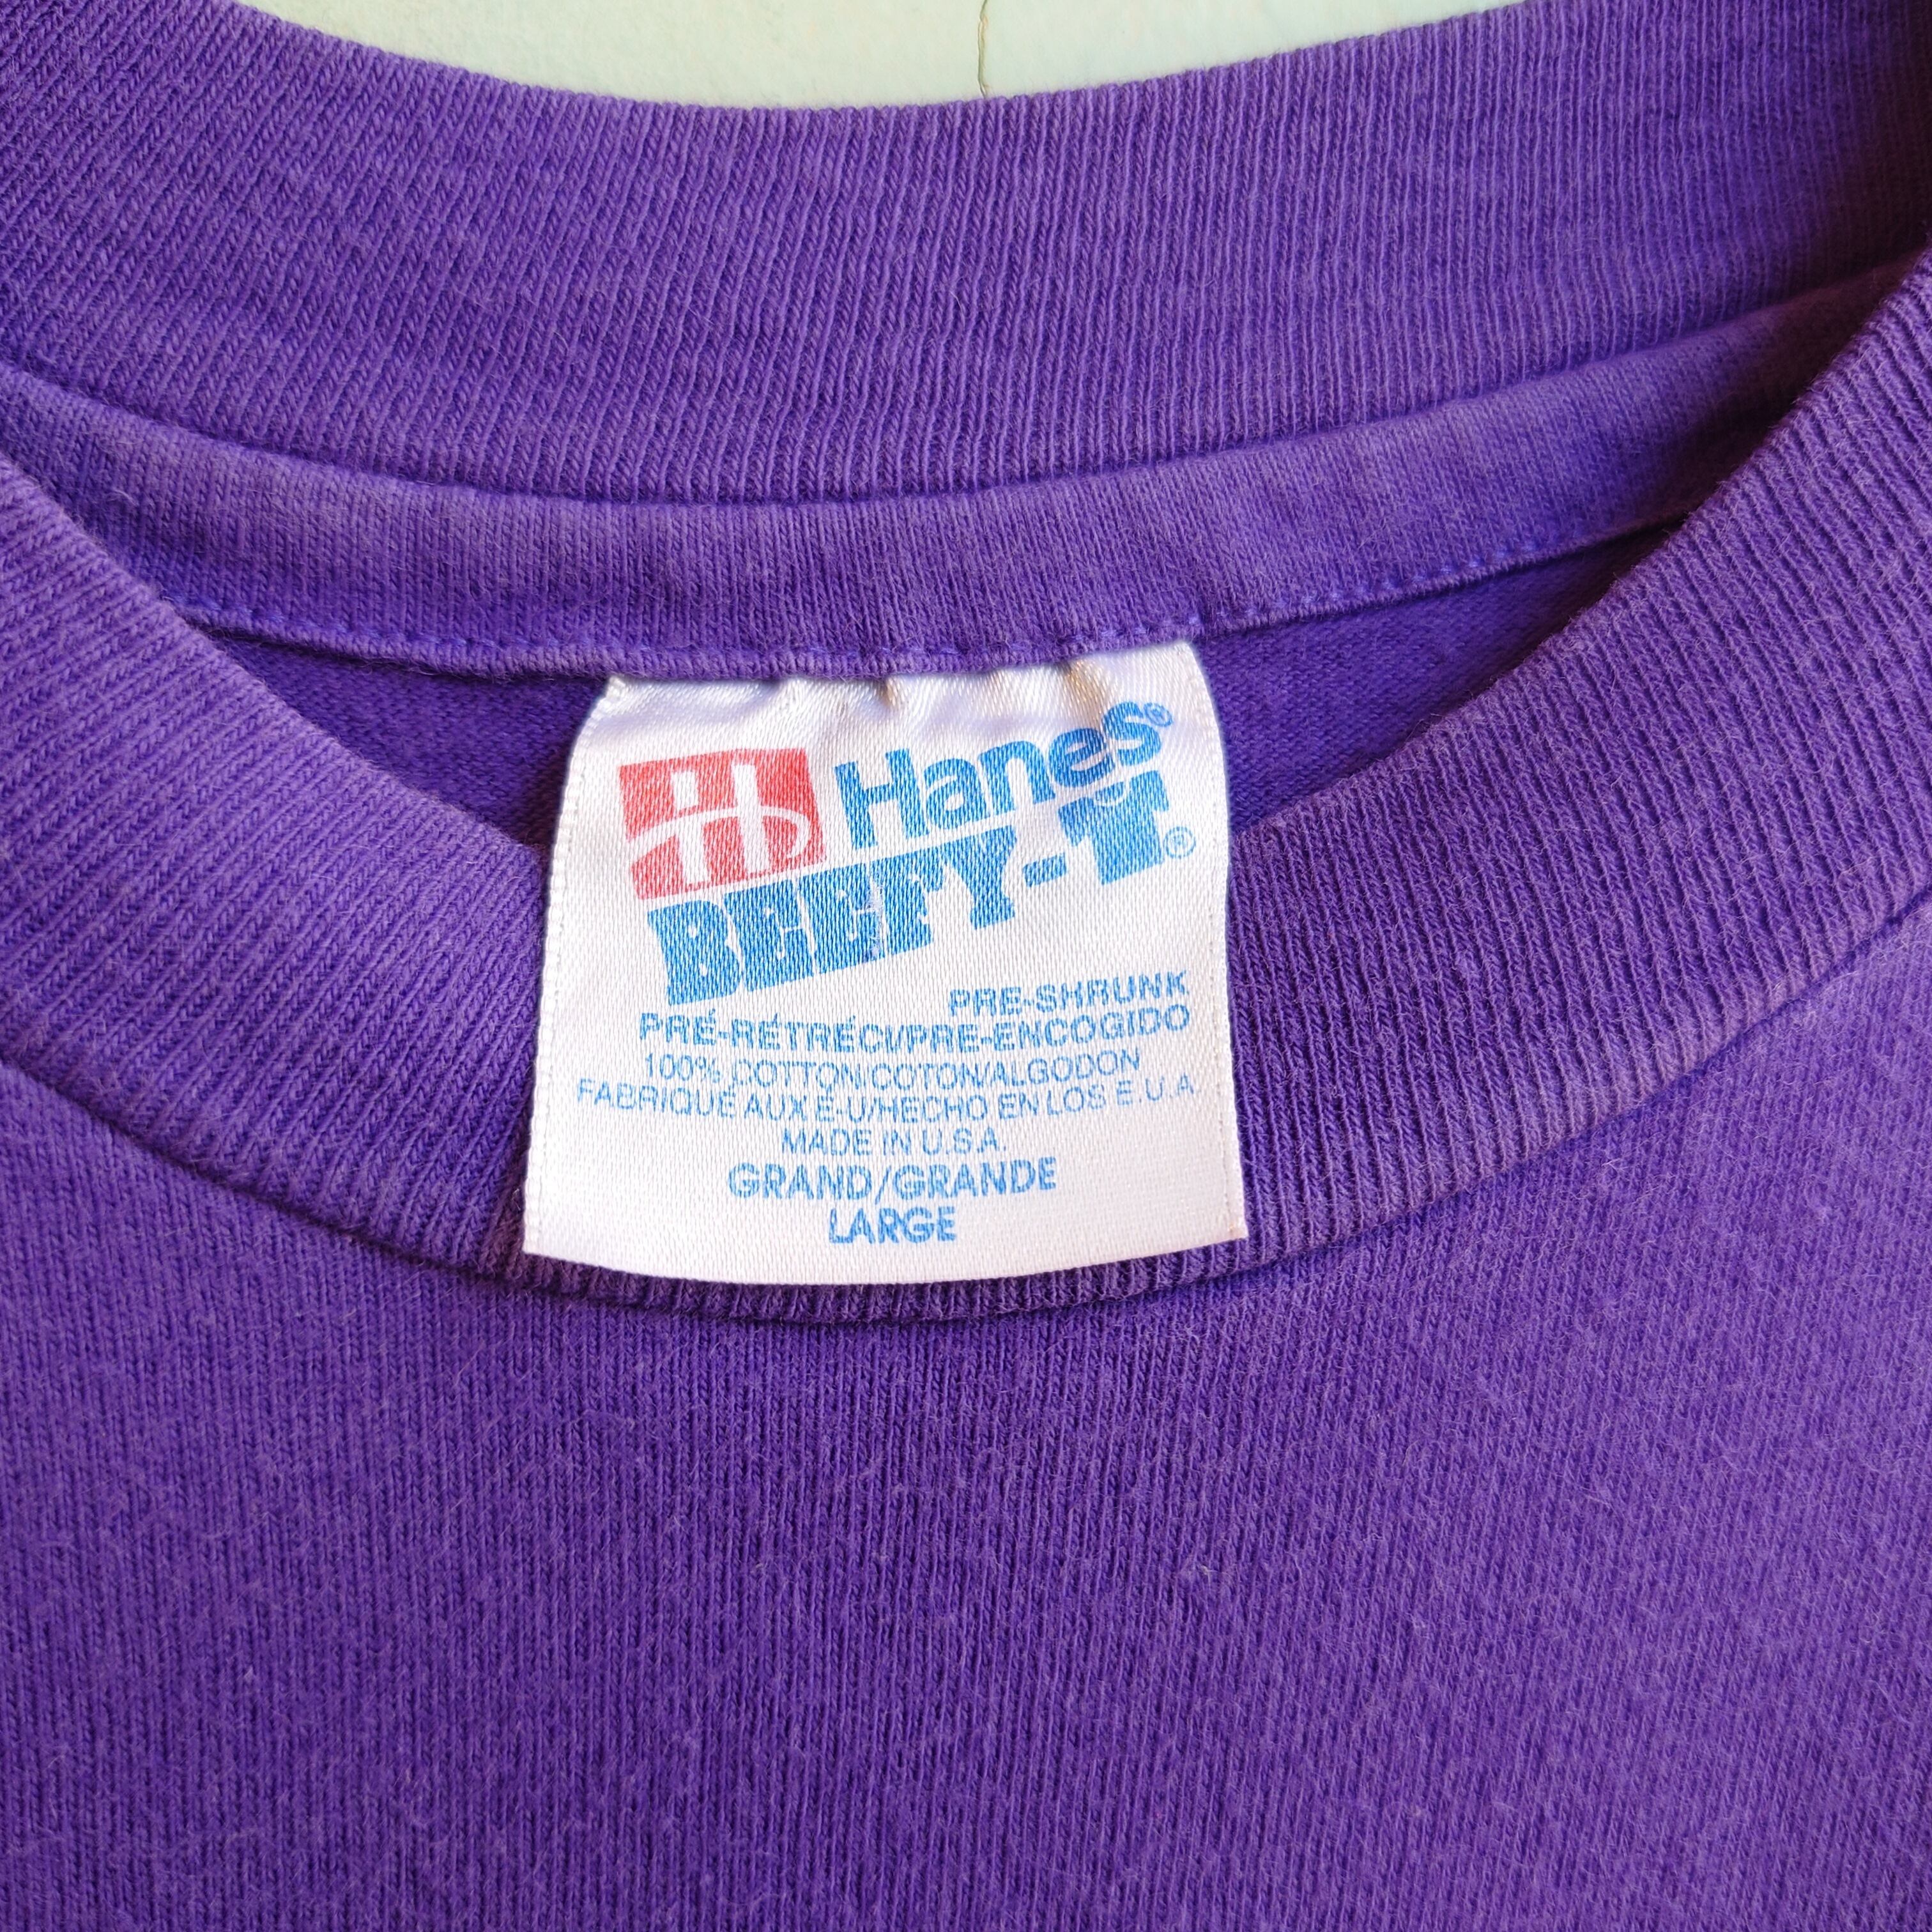 Hanes®
BEEFY-T®
PRE-SHRUNK
PRÉ-RÉTRÉCI/PRE-ENCOGIDO
100% COTTON/COTON/ALGODON
FABRIQUÉ AUX É-U/HECHO EN LOS E.U.A
MADE IN U.S.A.
GRAND/GRANDE
LARGE